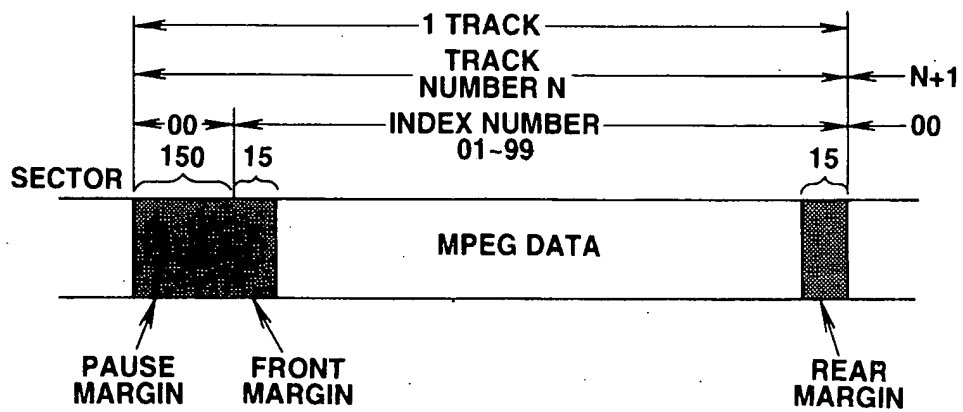 1 TRACK
TRACK
NUMBER N
N+1
00
INDEX NUMBER
01~99
00
150
15
15
SECTOR
MPEG DATA
PAUSE
MARGIN
FRONT
MARGIN
REAR
MARGIN